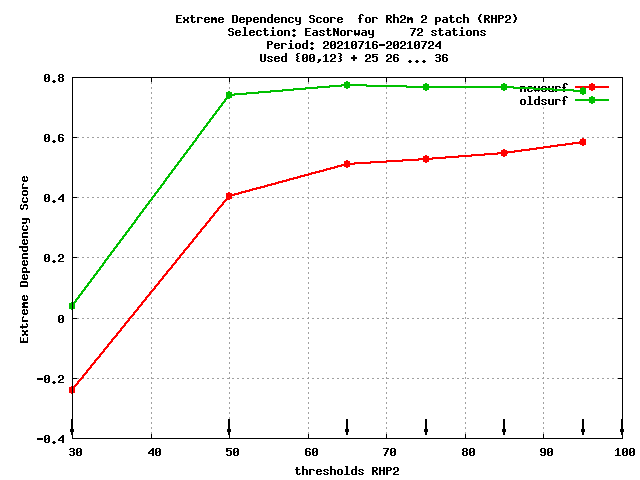 Extreme Dependency Score  for Rh2m 2 patch (RHP2)
Selection: EastNorway     72 stations
Period: 20210716-20210724
Used {00,12} + 25 26 ... 36
newsurf
oldsurf
Extreme Dependency Score
0.8
0.6
0.4
0.2
0
-0.2
-0.4
30 40 50 60 70 80 90 100
thresholds RHP2